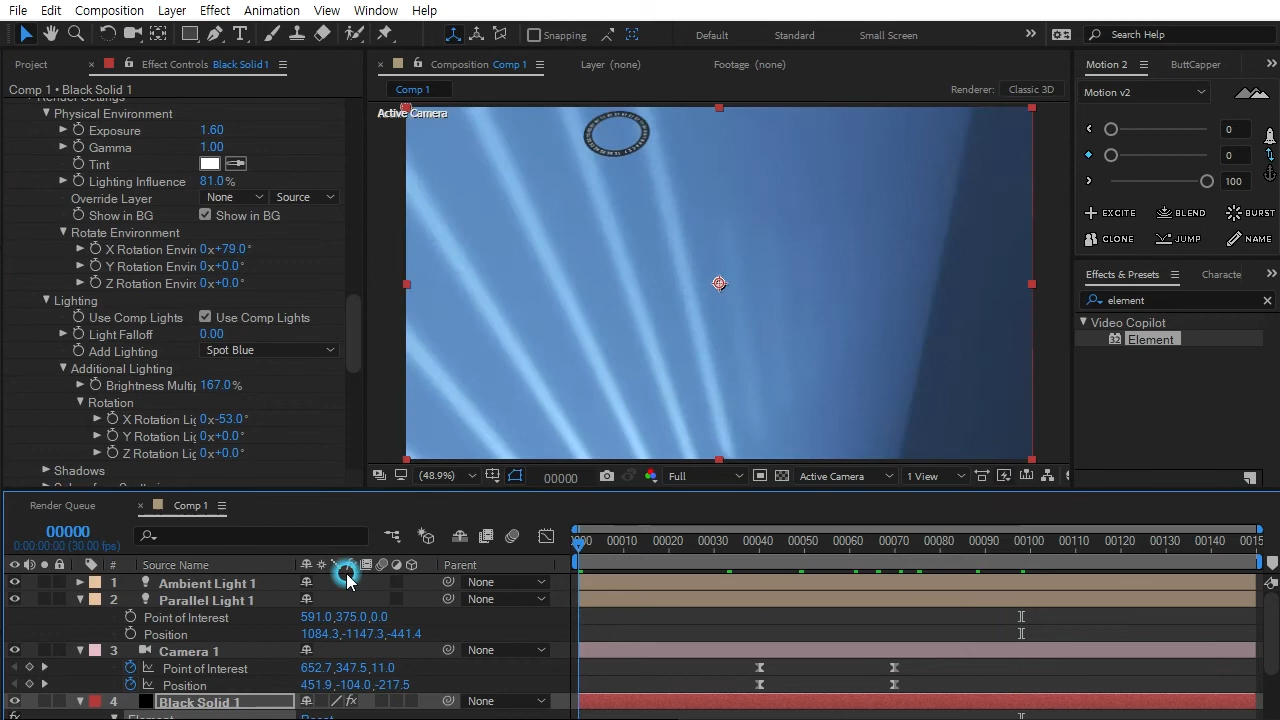 File Edit Composition Layer Effect Animation View Window Help
Snapping Default Standard Small Screen Search Help
Project Effect Controls Black Solid 1 Composition Comp 1 Layer (none) Footage (none) Motion 2 ButtCapper
Comp 1 • Black Solid 1 Comp 1 Renderer: Classic 3D Motion v2
Render Settings
Physical Environment Active Camera
Exposure 1.60 0
Gamma 1.00 0
Tint
Lighting Influence 81.0% 100
Override Layer None Source
Show in BG Show in BG EXCITE BLEND BURST
Rotate Environment CLONE JUMP NAME
X Rotation Envir 0x+79.0°
Y Rotation Envir 0x+0.0° Effects & Presets Characte
Z Rotation Envir 0x+0.0°
Lighting element
Use Comp Lights Use Comp Lights Video Copilot
Light Falloff 0.00 32 Element
Add Lighting Spot Blue
Additional Lighting
Brightness Multip 167.0%
Rotation
X Rotation Lig 0x-53.0°
Y Rotation Lig 0x+0.0°
Z Rotation Lig 0x+0.0°
Shadows (48.9%) 00000 Full Active Camera 1 View
Render Queue Comp 1
00000
0:00:00:00 (30.00 fps) 0000 00010 00020 00030 00040 00050 00060 00070 00080 00090 00100 00110 00120 00130 00140 0015
# Source Name Parent
1 Ambient Light 1 None
2 Parallel Light 1 None
Point of Interest 591.0,375.0,0.0
Position 1084.3,-1147.3,-441.4
3 Camera 1 None
Point of Interest 652.7,347.5,11.0
Position 451.9,-104.0,-217.5
4 Black Solid 1 fx None
fx Element Reset